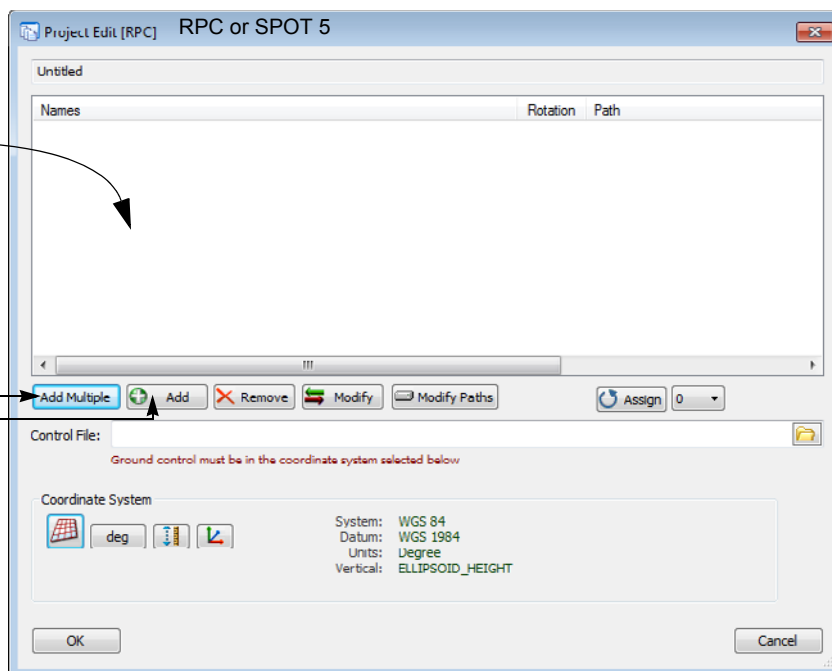 Project Edit [RPC] RPC or SPOT 5
Untitled
Names Rotation Path
Add Multiple Add Remove Modify Modify Paths Assign 0
Control File:
Ground control must be in the coordinate system selected below
Coordinate System
deg
System: WGS 84
Datum: WGS 1984
Units: Degree
Vertical: ELLIPSOID_HEIGHT
OK Cancel